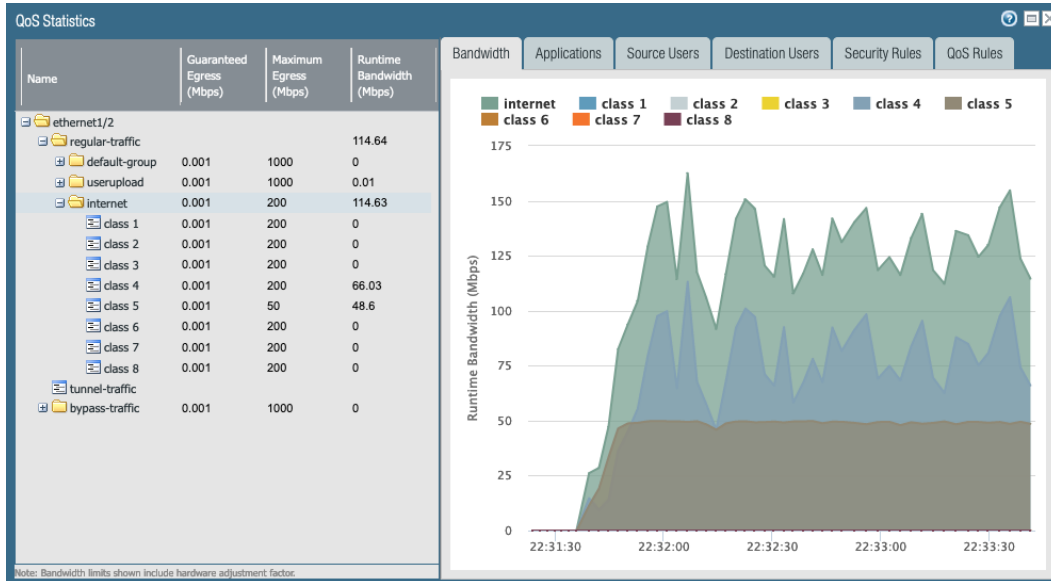 QoS Statistics
Name Guaranteed Egress (Mbps) Maximum Egress (Mbps) Runtime Bandwidth (Mbps)
ethernet1/2
regular-traffic 114.64
default-group 0.001 1000 0
userupload 0.001 1000 0.01
internet 0.001 200 114.63
class 1 0.001 200 0
class 2 0.001 200 0
class 3 0.001 200 0
class 4 0.001 200 66.03
class 5 0.001 50 48.6
class 6 0.001 200 0
class 7 0.001 200 0
class 8 0.001 200 0
tunnel-traffic
bypass-traffic 0.001 1000 0
Note: Bandwidth limits shown include hardware adjustment factor.
Bandwidth Applications Source Users Destination Users Security Rules QoS Rules
internet class 1 class 2 class 3 class 4 class 5
class 6 class 7 class 8
Runtime Bandwidth (Mbps)
175
150
125
100
75
50
25
0
22:31:30 22:32:00 22:32:30 22:33:00 22:33:30